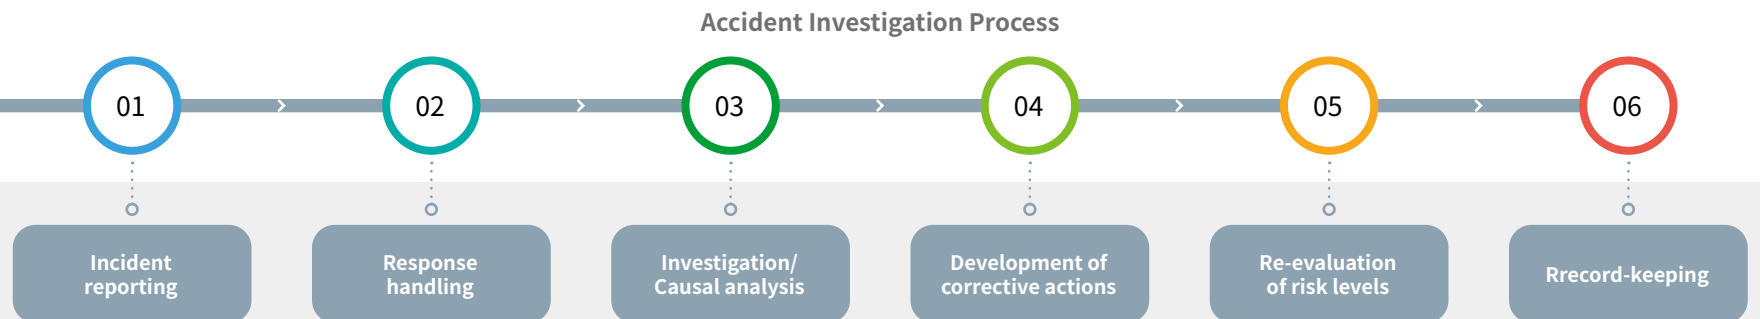 Accident Investigation Process
01
02
03
04
05
06
Incident
reporting
Response
handling
Investigation/
Causal analysis
Development of
corrective actions
Re-evaluation
of risk levels
Rrecord-keeping